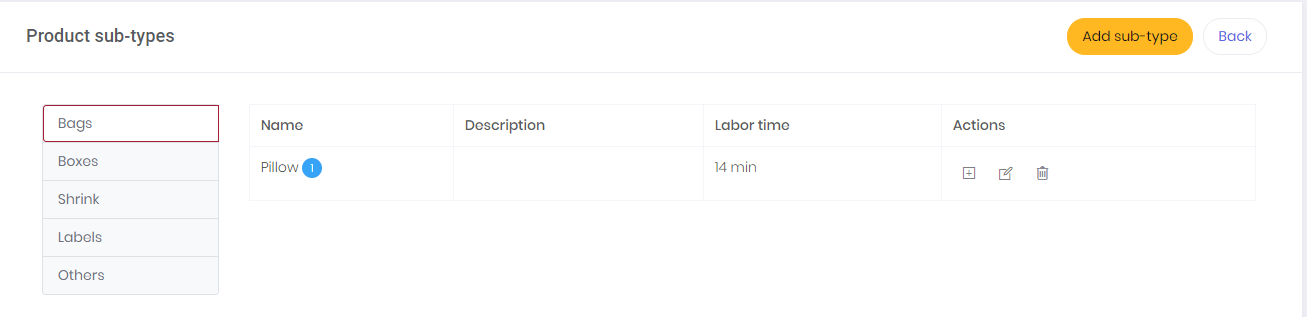 Product sub-types
Add sub-type
Back
Bags
Boxes
Shrink
Labels
Others
Name Description Labor time Actions
Pillow 1 14 min